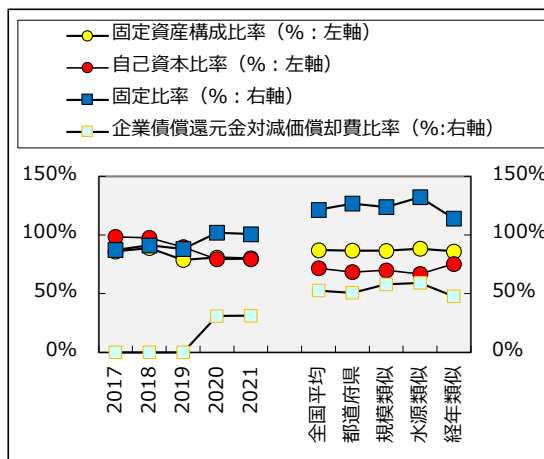 固定資産構成比率（%：左軸）
自己資本比率（%：左軸）
固定比率（%：右軸）
企業債償還元金対減価償却費比率（%:右軸）
150% 150%
100% 100%
50% 50%
0% 0%
2017 2018 2019 2020 2021 全国平均 都道府県 規模類似 水源類似 経年類似